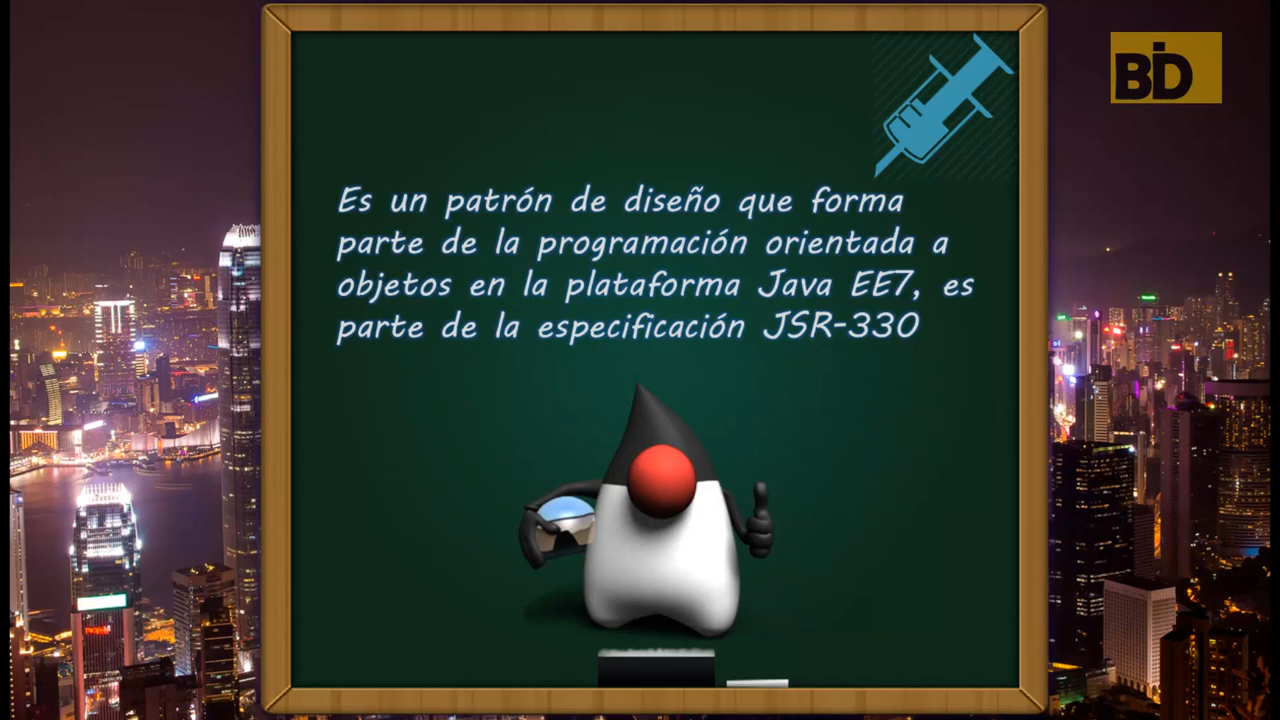 BID
Es un patrón de diseño que forma
parte de la programación orientada a
objetos en la plataforma Java EE7, es
parte de la especificación JSR-330